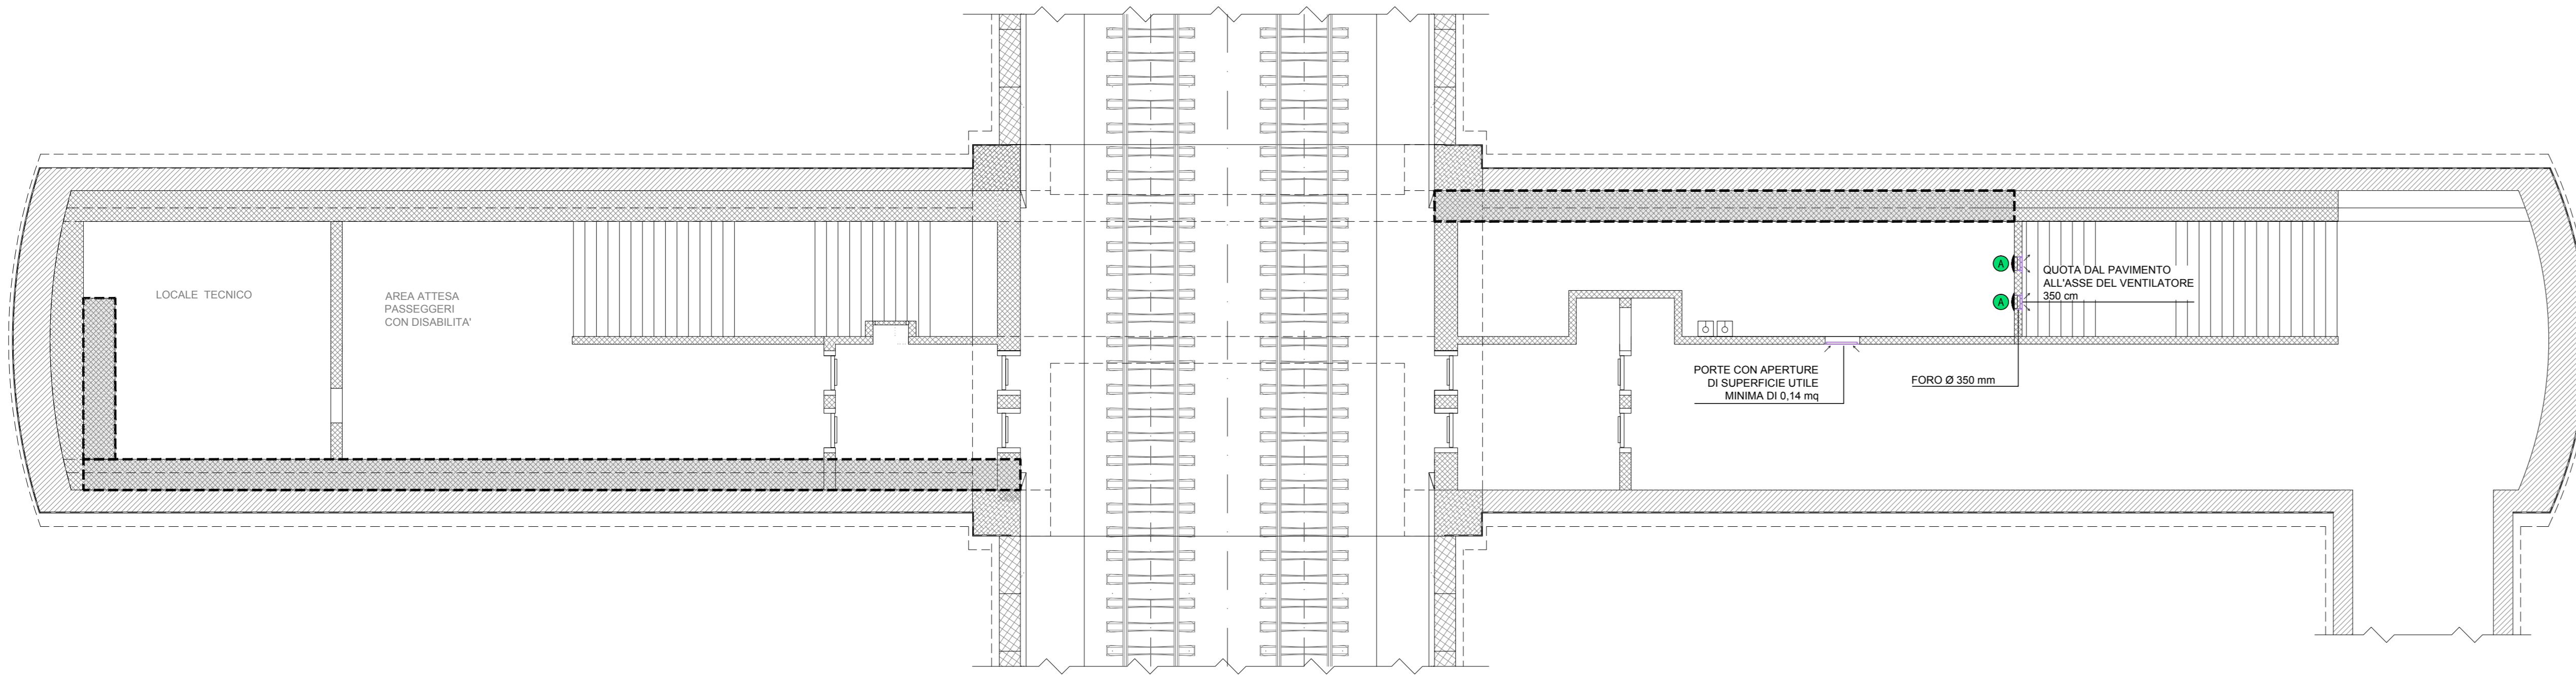 LOCALE TECNICO
AREA ATTESA
PASSEGGERI
CON DISABILITA'
A
A
QUOTA DAL PAVIMENTO
ALL'ASSE DEL VENTILATORE
350 cm
PORTE CON APERTURE
DI SUPERFICIE UTILE
MINIMA DI 0,14 mq
FORO Ø 350 mm